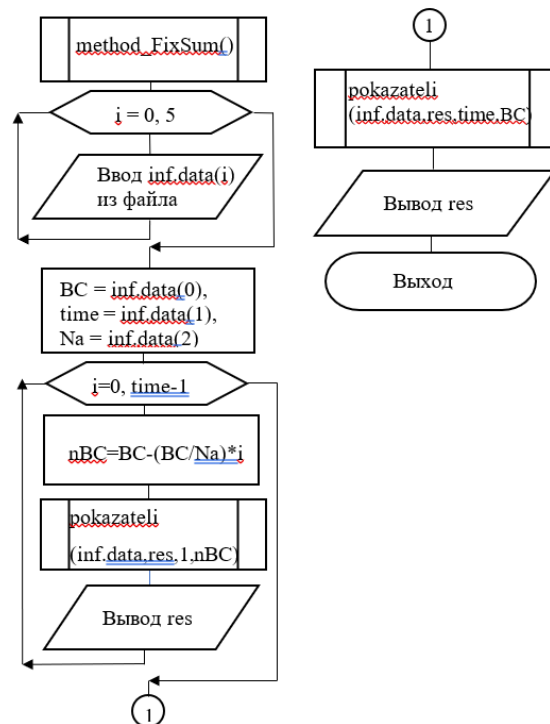 method_FixSum()
i = 0, 5
Ввод inf.data(i)
из файла
BC = inf.data(0),
time = inf.data(1),
Na = inf.data(2)
i=0, time-1
nBC=BC-(BC/Na)*i
pokazateli
(inf.data,res,1,nBC)
Вывод res
1
1
pokazateli
(inf.data,res,time,BC)
Вывод res
Выход